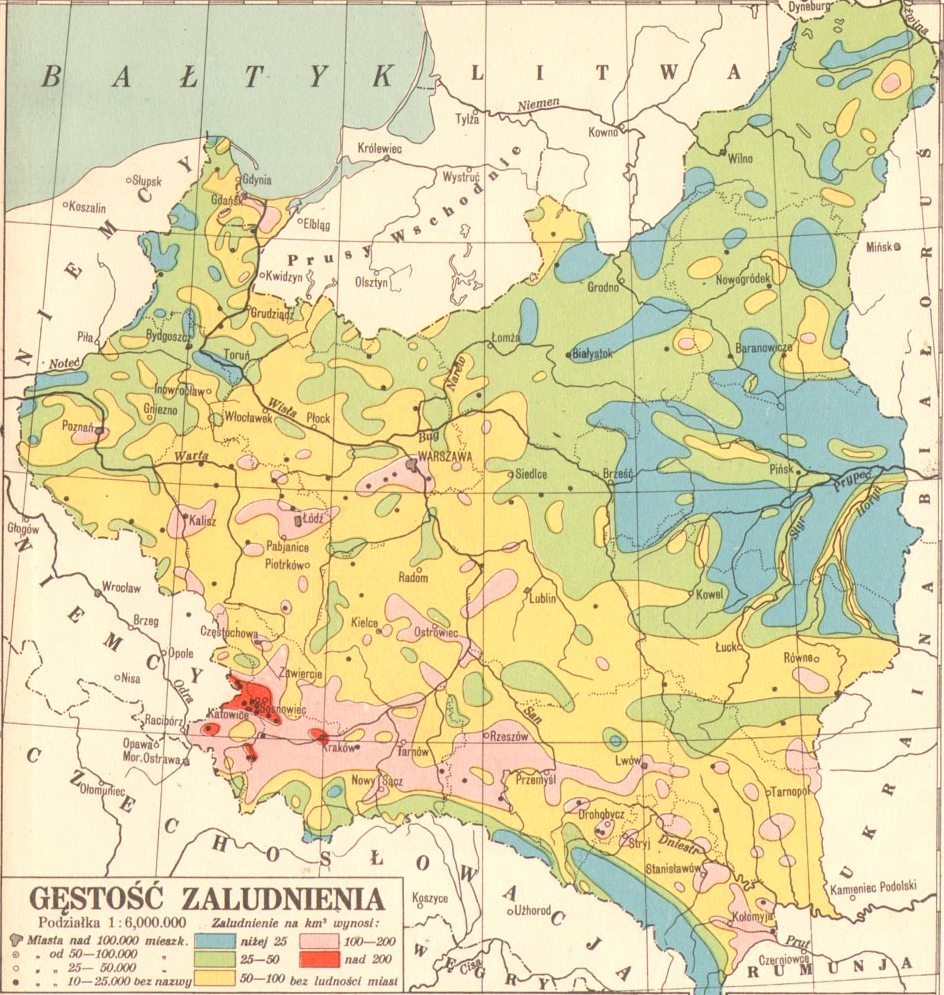 Dyneburg
Dźwina
BAŁTYK
LITWA
Niemen
Tylża
Kowno
Królewiec
Wilno
Wystruć
Słupsk
Gdynia
Koszalin
Gdańsk
Elbląg
NIEMCY
Prusy Wschodnie
Mińsk
BIAŁORUŚ
Kwidzyn
Olsztyn
Grodno
Nowogródek
Grudziądz
Piła
Bydgoszcz
Łomża
Białystok
Baranowicze
Noteć
Toruń
Narew
Inowrocław
Gniezno
Wisła
Włocławek
Płock
Poznań
Bug
WARSZAWA
Warta
Siedlce
Brześć
Pińsk
Prypeć
Horyń
Styr
Głogów
Kalisz
Łódź
Pabjanice
Piotrków
Radom
Lublin
Kowel
Wrocław
Brzeg
Kielce
Ostrówiec
Częstochowa
Opole
Łuck
Równe
NIEMCY
Nisa
Odra
Zawiercie
Sosnowiec
Katowice
San
Racibórz
Kraków
Tarnów
Rzeszów
Opawa
Mor.Ostrawa
Lwów
Ołomuniec
Nowy Sącz
Przemyśl
Tarnopol
Drohobycz
Stryj
Dniestr
Stanisławów
UKRAINA
CZECHOSŁOWACJA
Kamieniec Podolski
Koszyce
Użhorod
Kołomyja
Prut
Czerniowce
Cisa
WĘGRY
RUMUNJA
GĘSTOŚĆ ZALUDNIENIA
Podziałka 1:6,000.000 Zaludnienie na km² wynosi:
Miasta nad 100.000 mieszk. niżej 25 100—200
„ od 50—100.000 „ 25—50 nad 200
„ „ 25— 50.000 „
„ „ 10—25.000 bez nazwy 50—100 bez ludności miast